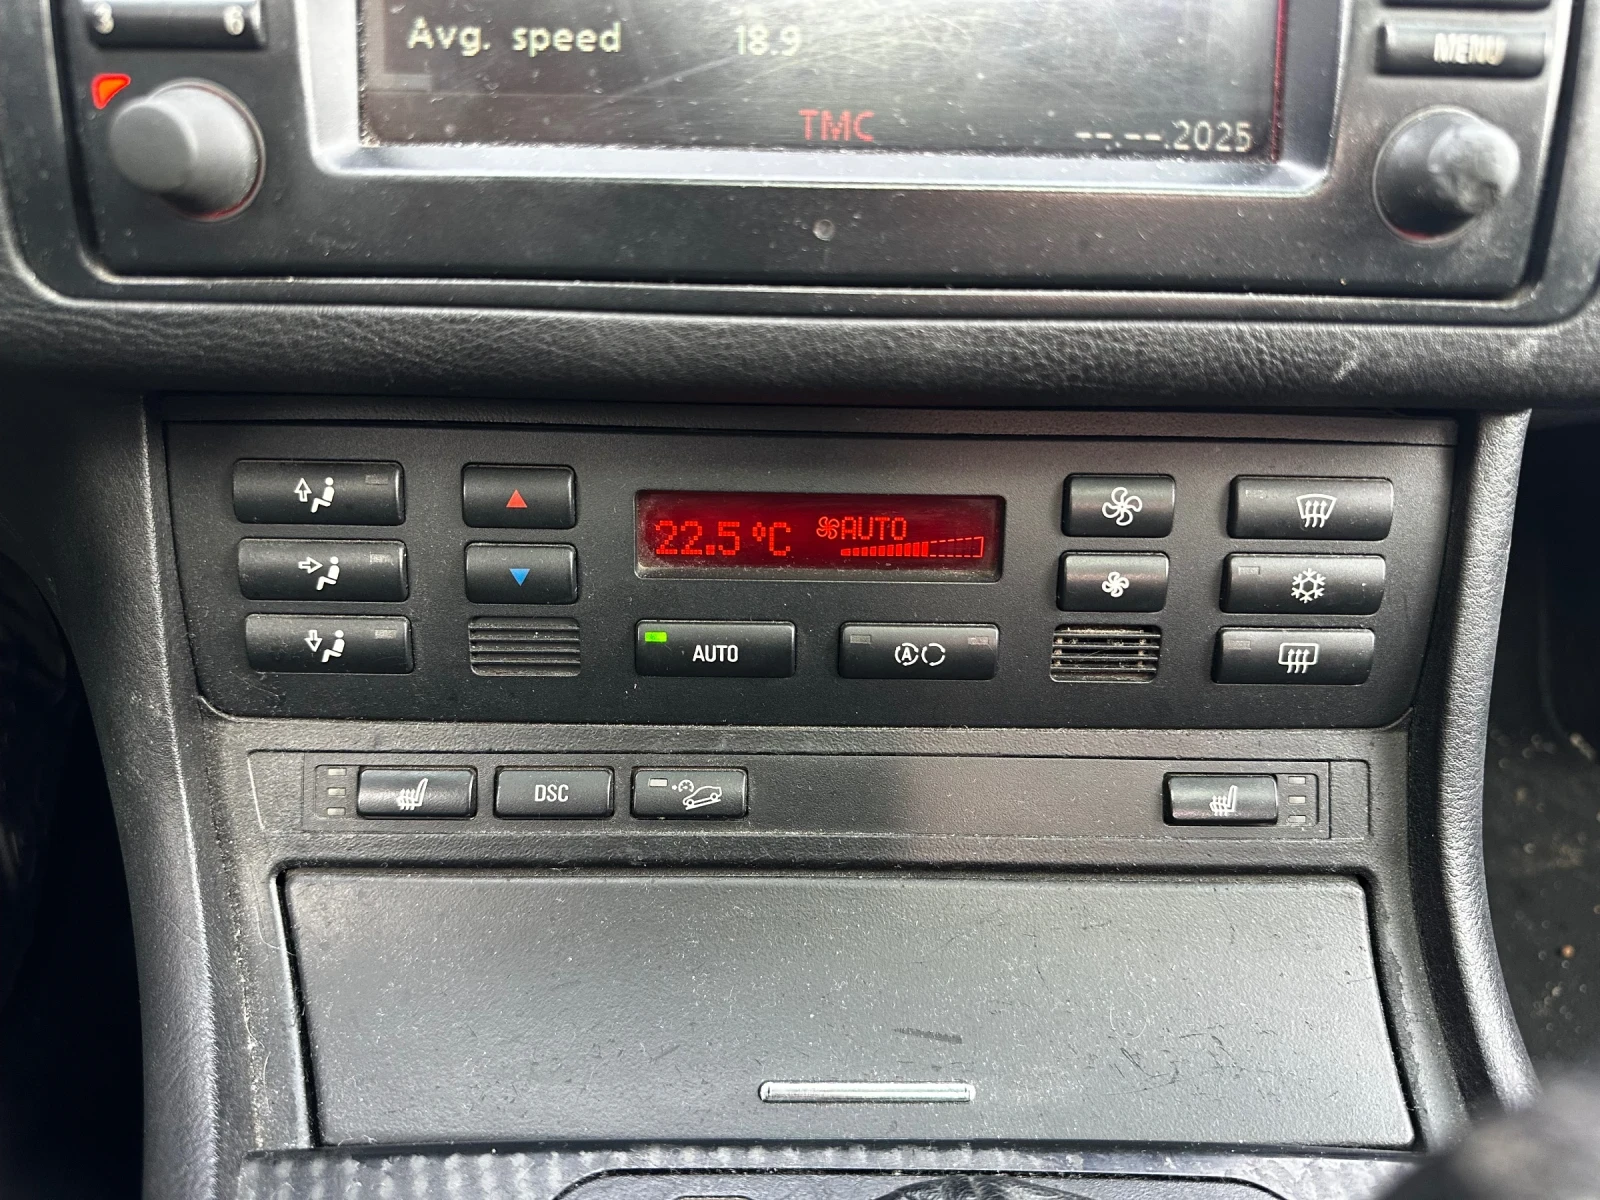 3 6
MENU
Avg. speed 18.9
TMC
--.--.2025
22.5°C AUTO
AUTO
A
DSC